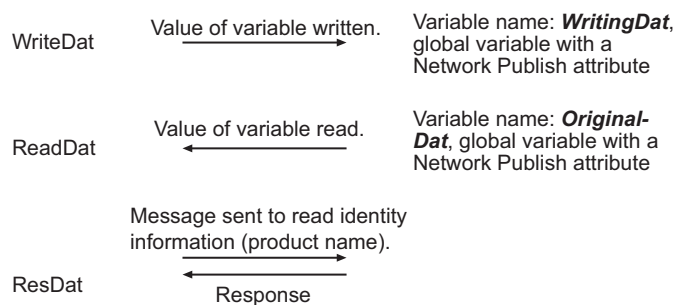 WriteDat
Value of variable written.
Variable name: WritingDat,
global variable with a
Network Publish attribute
ReadDat
Value of variable read.
Variable name: Original-
Dat, global variable with a
Network Publish attribute
Message sent to read identity
information (product name).
ResDat
Response